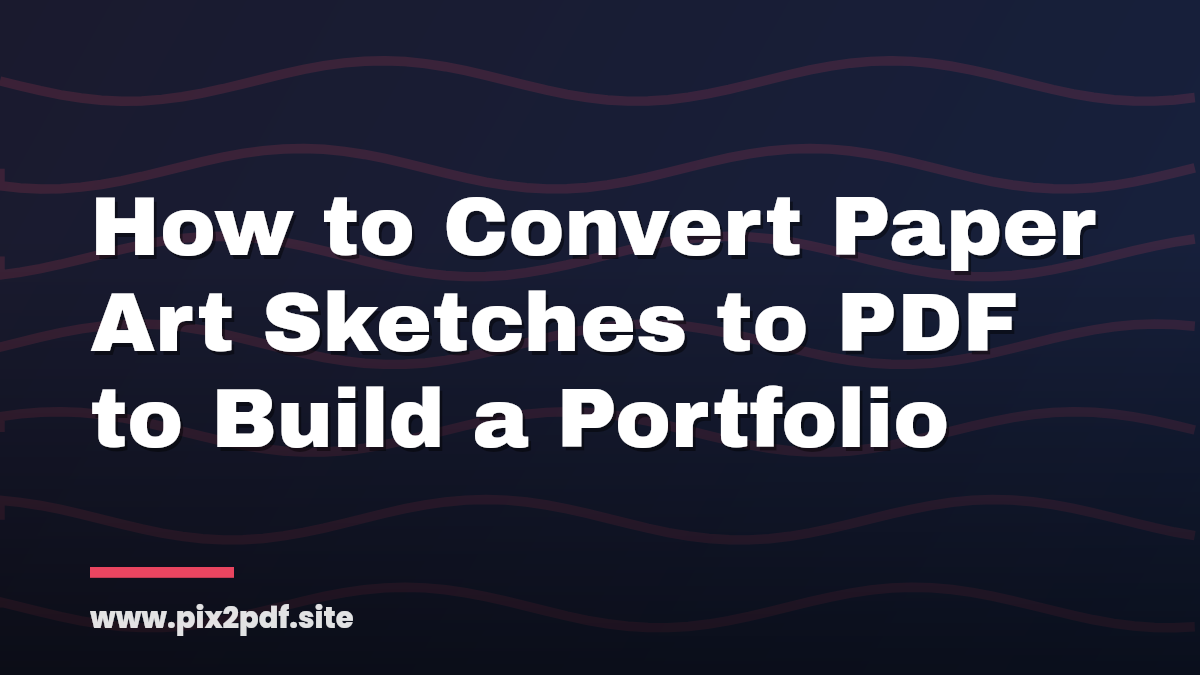 How to Convert Paper
Art Sketches to PDF
to Build a Portfolio
www.pix2pdf.site